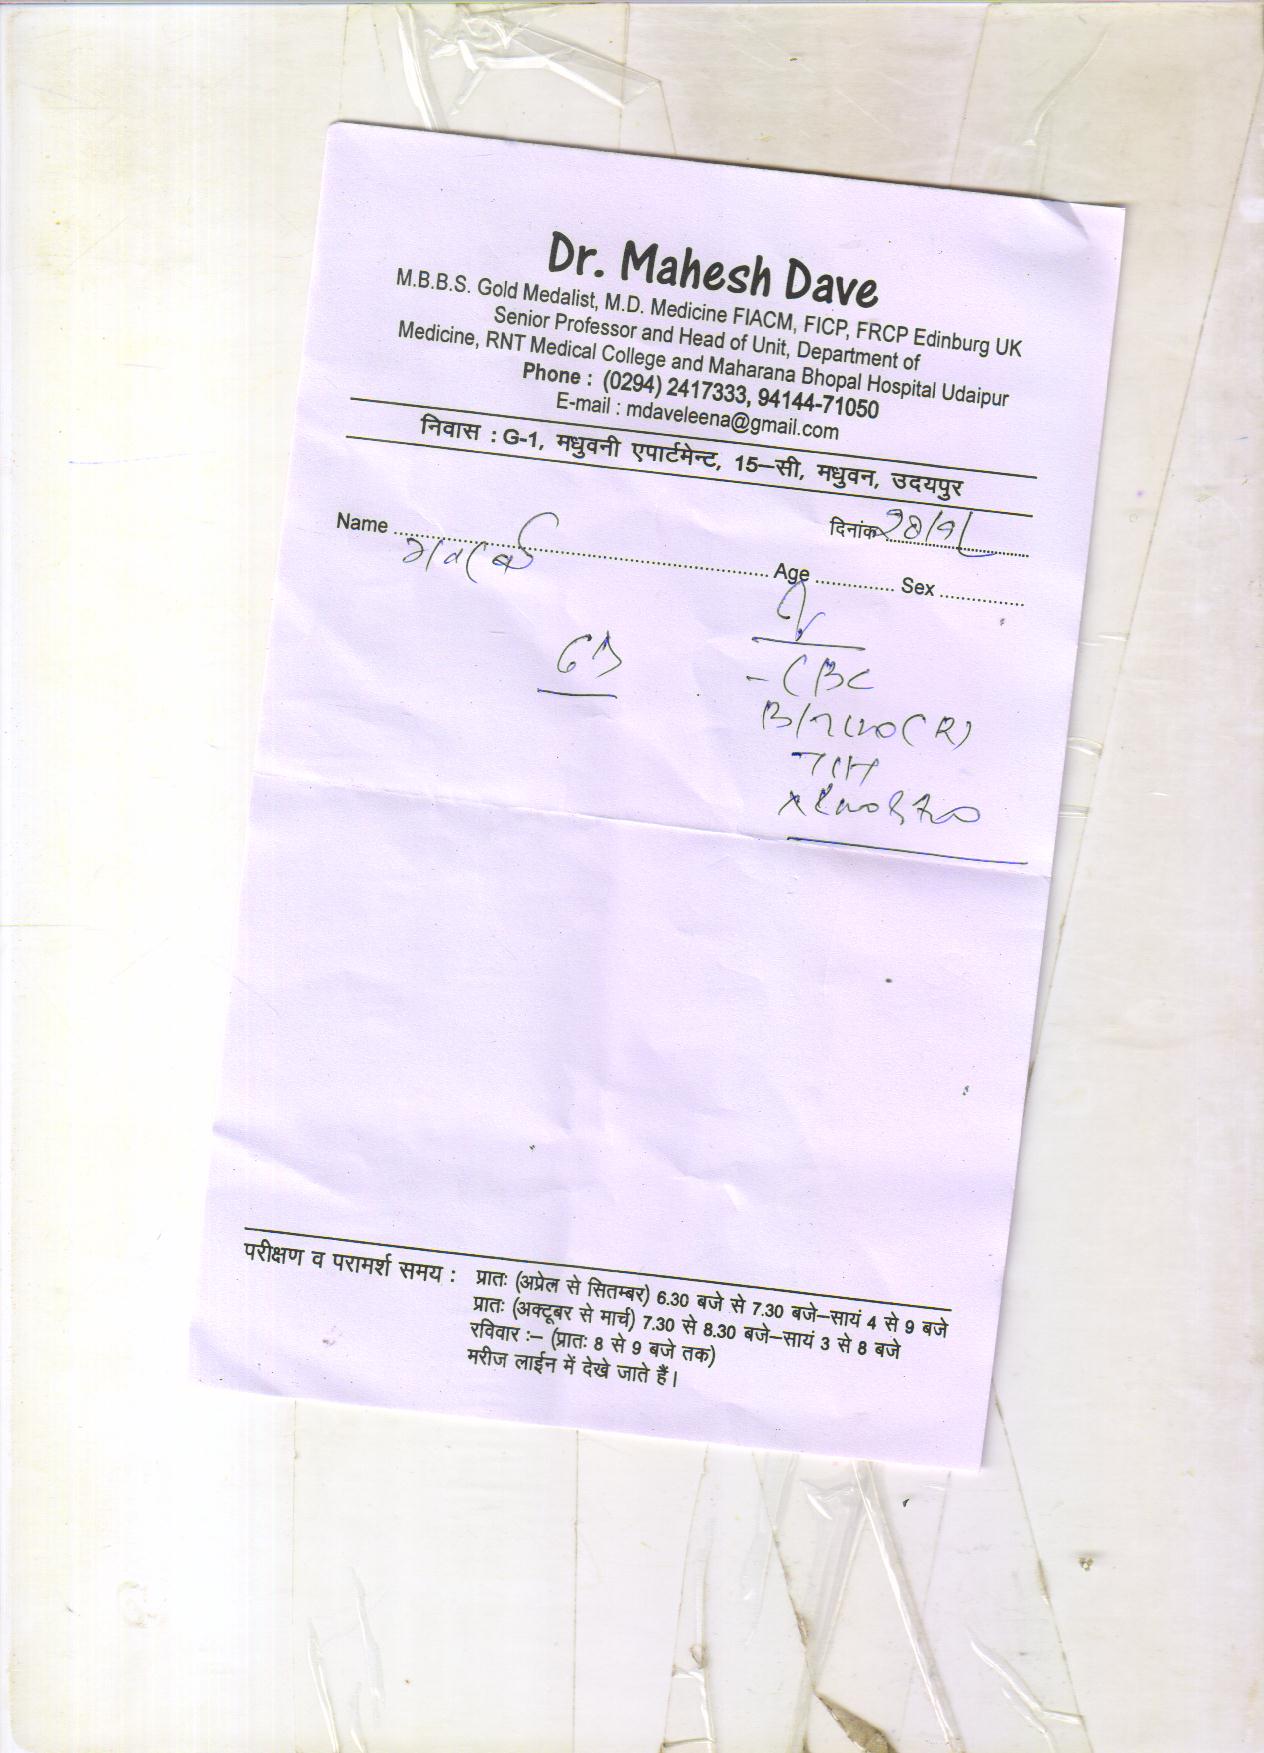 Dr. Mahesh Dave
M.B.B.S. Gold Medalist, M.D. Medicine FIACM, FICP, FRCP Edinburg UK
Senior Professor and Head of Unit, Department of
Medicine, RNT Medical College and Maharana Bhopal Hospital Udaipur
Phone : (0294) 2417333, 94144-71050
E-mail : mdaveleena@gmail.com
निवास : G-1, मधुवनी एपार्टमेन्ट, 15–सी, मधुवन, उदयपुर
दिनांक 28/9/
Name Age Sex
- CBC
परीक्षण व परामर्श समय : प्रातः (अप्रेल से सितम्बर) 6.30 बजे से 7.30 बजे–सायं 4 से 9 बजे
प्रातः (अक्टूबर से मार्च) 7.30 से 8.30 बजे–सायं 3 से 8 बजे
रविवार :– (प्रातः 8 से 9 बजे तक)
मरीज लाईन में देखे जाते हैं।